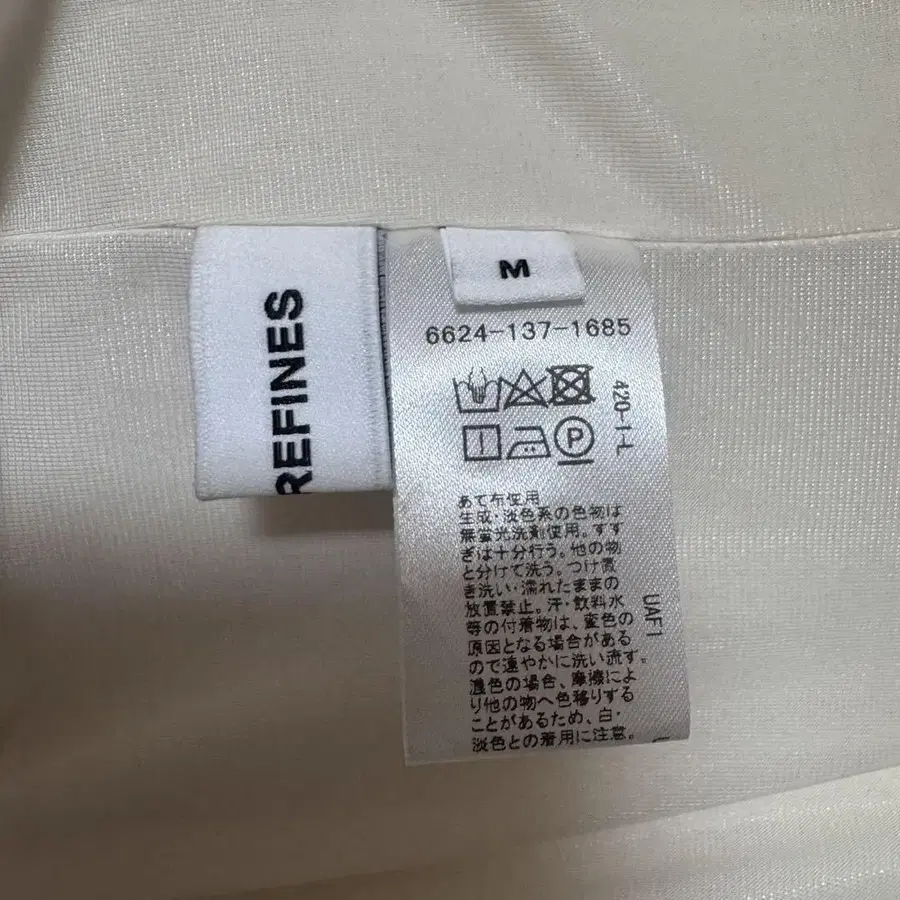 REFINES
M
6624-137-1685
420-I-L
P
あて布使用
生成・淡色系の色物は
無蛍光洗剤使用。すす
ぎは十分行う。他の物
と分けて洗う。つけ置
き洗い・濡れたままの
放置禁止。汗・飲料水
等の付着物は、変色の
原因となる場合がある
ので速やかに洗い流す。
濃色の場合、摩擦によ
り他の物へ色移りする
ことがあるため、白・
淡色との着用に注意。
UAF1